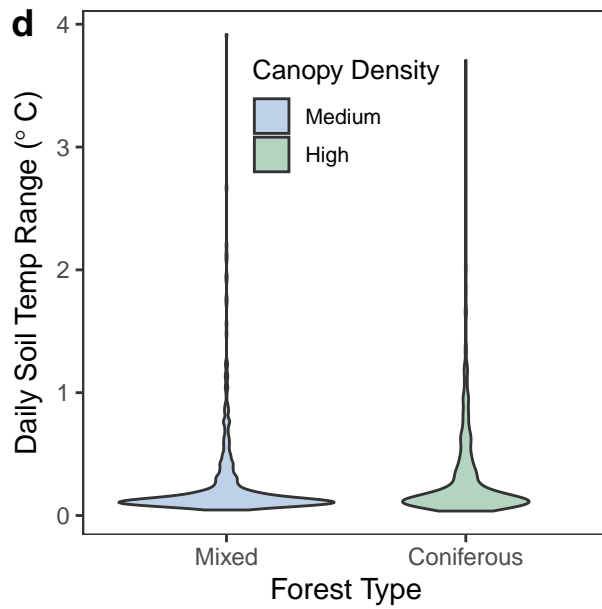 d
Daily Soil Temp Range (° C)
4
3
2
1
0
Canopy Density
Medium
High
Mixed
Coniferous
Forest Type